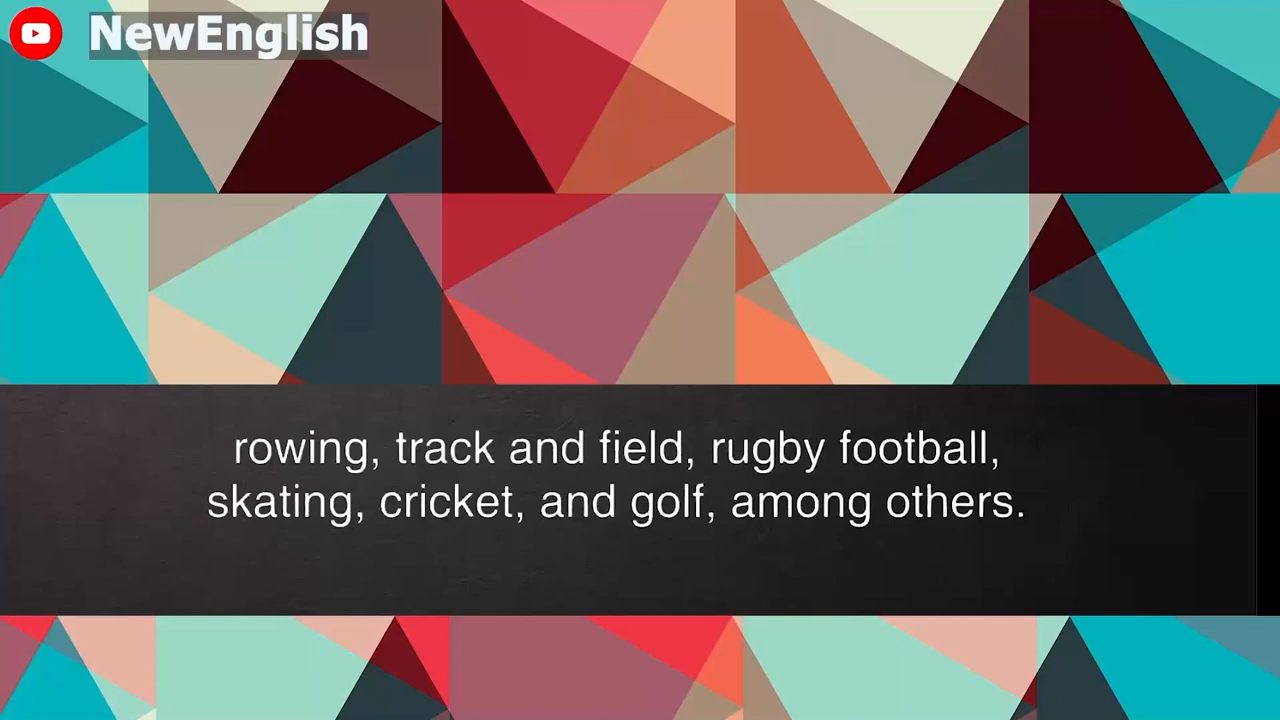 NewEnglish
rowing, track and field, rugby football,
skating, cricket, and golf, among others.